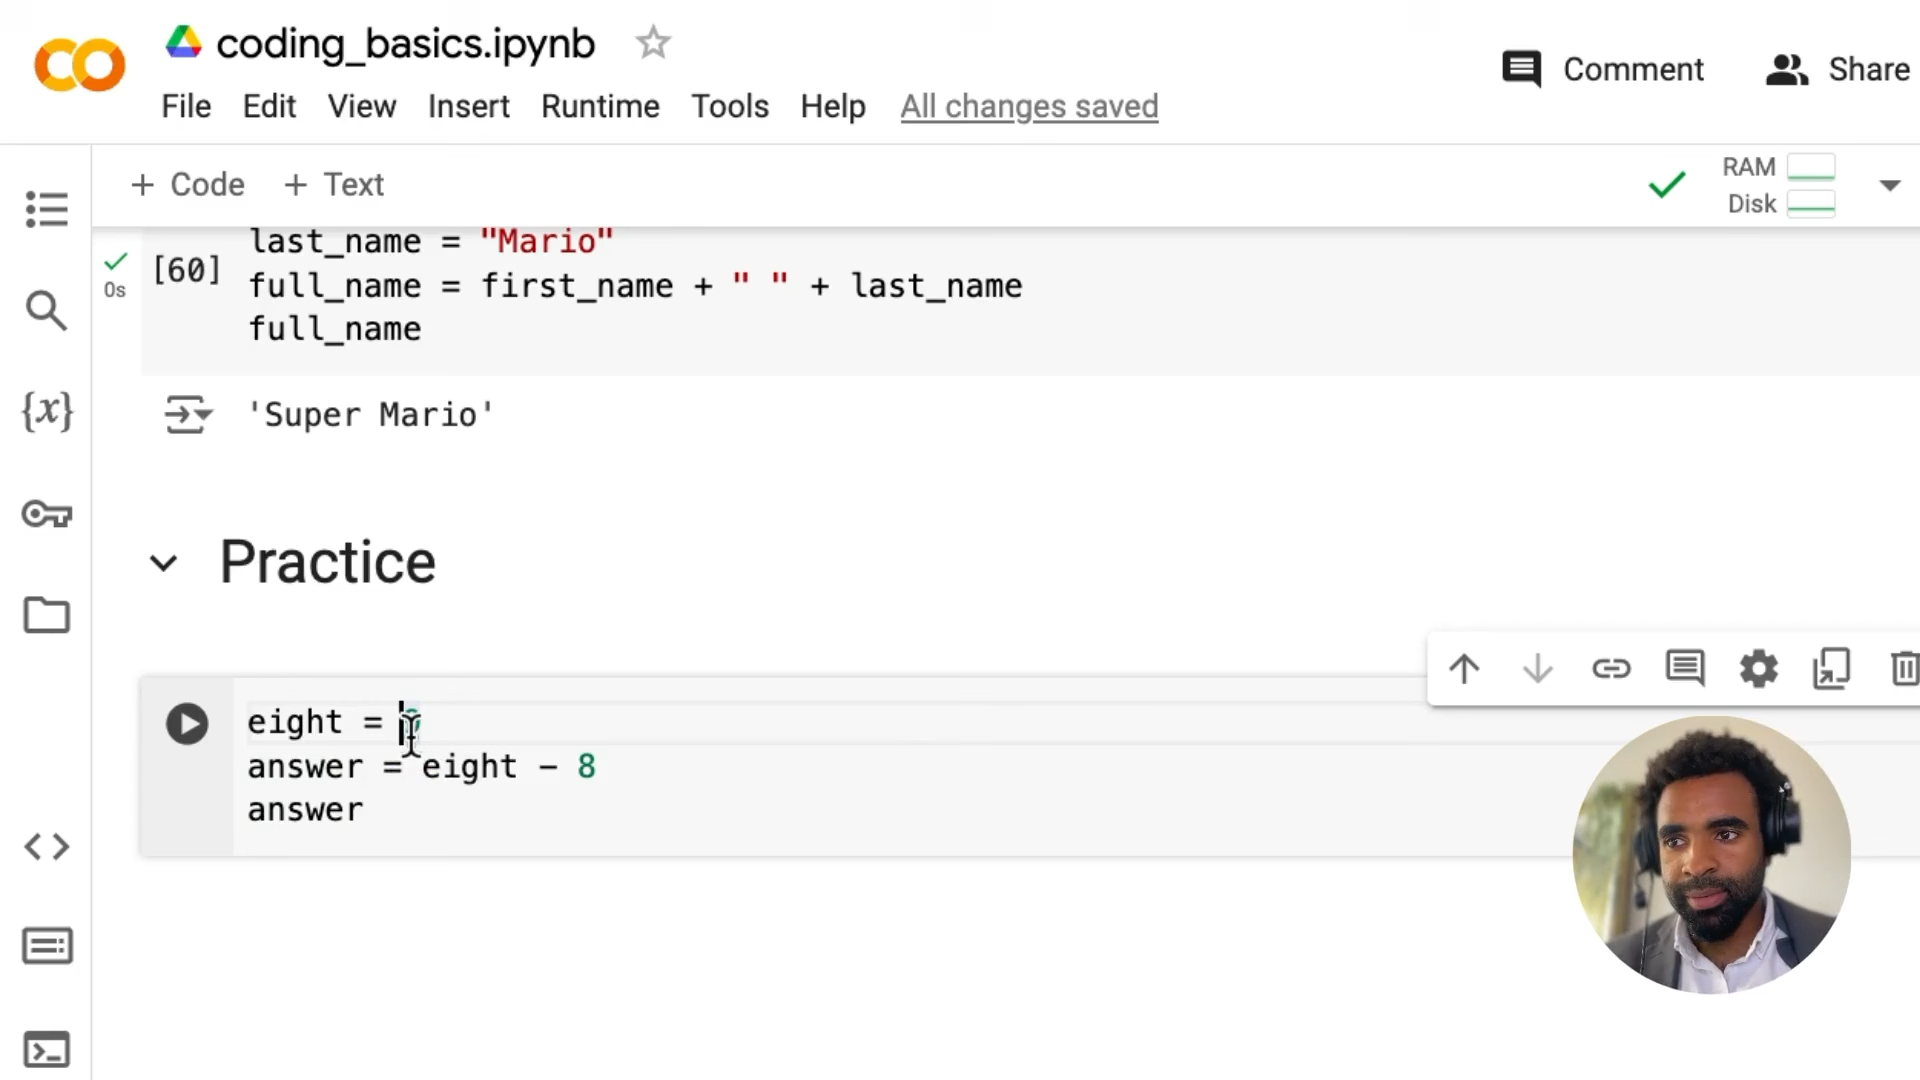 coding_basics.ipynb
Comment
Share
File Edit View Insert Runtime Tools Help All changes saved
+ Code + Text
RAM
Disk
last_name = "Mario"
[60]
0s
full_name = first_name + " " + last_name
full_name
'Super Mario'
{x}
Practice
eight =
answer = eight - 8
answer